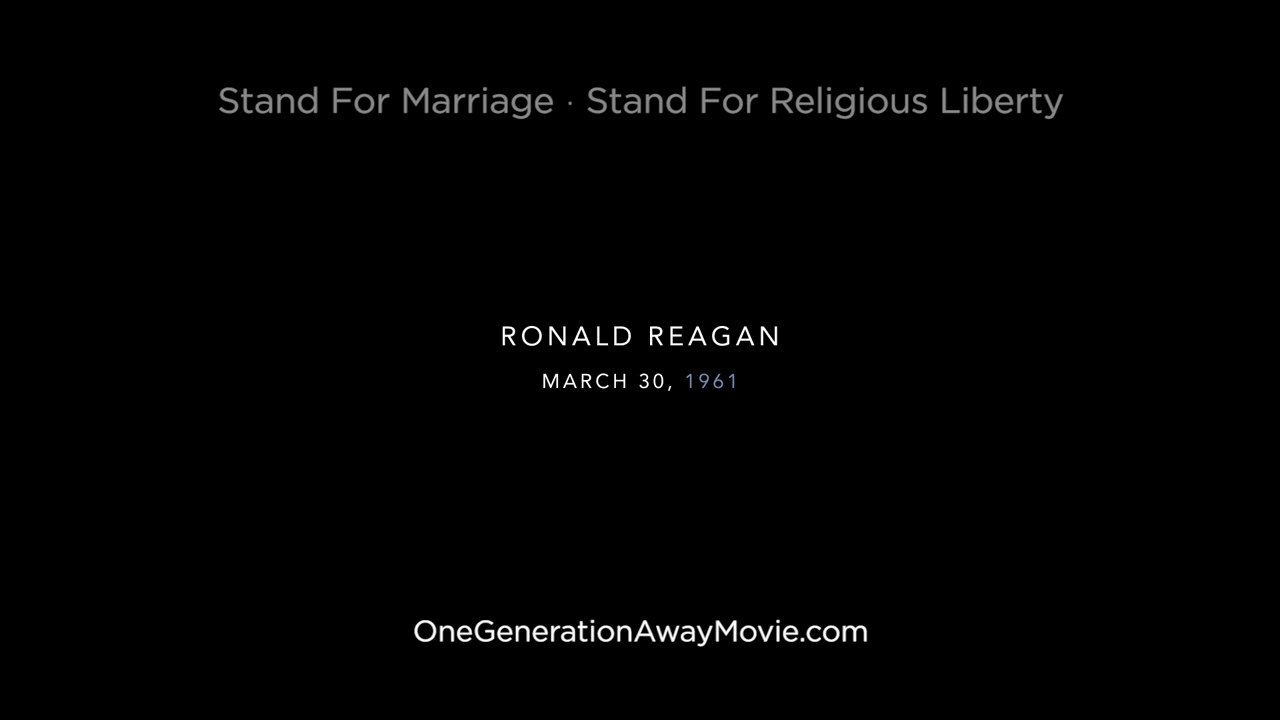 Stand For Marriage · Stand For Religious Liberty
RONALD REAGAN
MARCH 30, 1961
OneGenerationAwayMovie.com